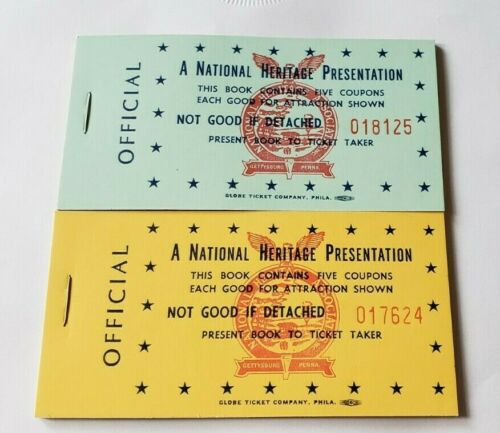 OFFICIAL
A NATIONAL HERITAGE PRESENTATION
THIS BOOK CONTAINS FIVE COUPONS
EACH GOOD FOR ATTRACTION SHOWN
NOT GOOD IF DETACHED 018125
PRESENT BOOK TO TICKET TAKER
GETTYSBURG PENNA.
GLOBE TICKET COMPANY, PHILA.
OFFICIAL
A NATIONAL HERITAGE PRESENTATION
THIS BOOK CONTAINS FIVE COUPONS
EACH GOOD FOR ATTRACTION SHOWN
NOT GOOD IF DETACHED 017624
PRESENT BOOK TO TICKET TAKER
GETTYSBURG PENNA.
GLOBE TICKET COMPANY, PHILA.